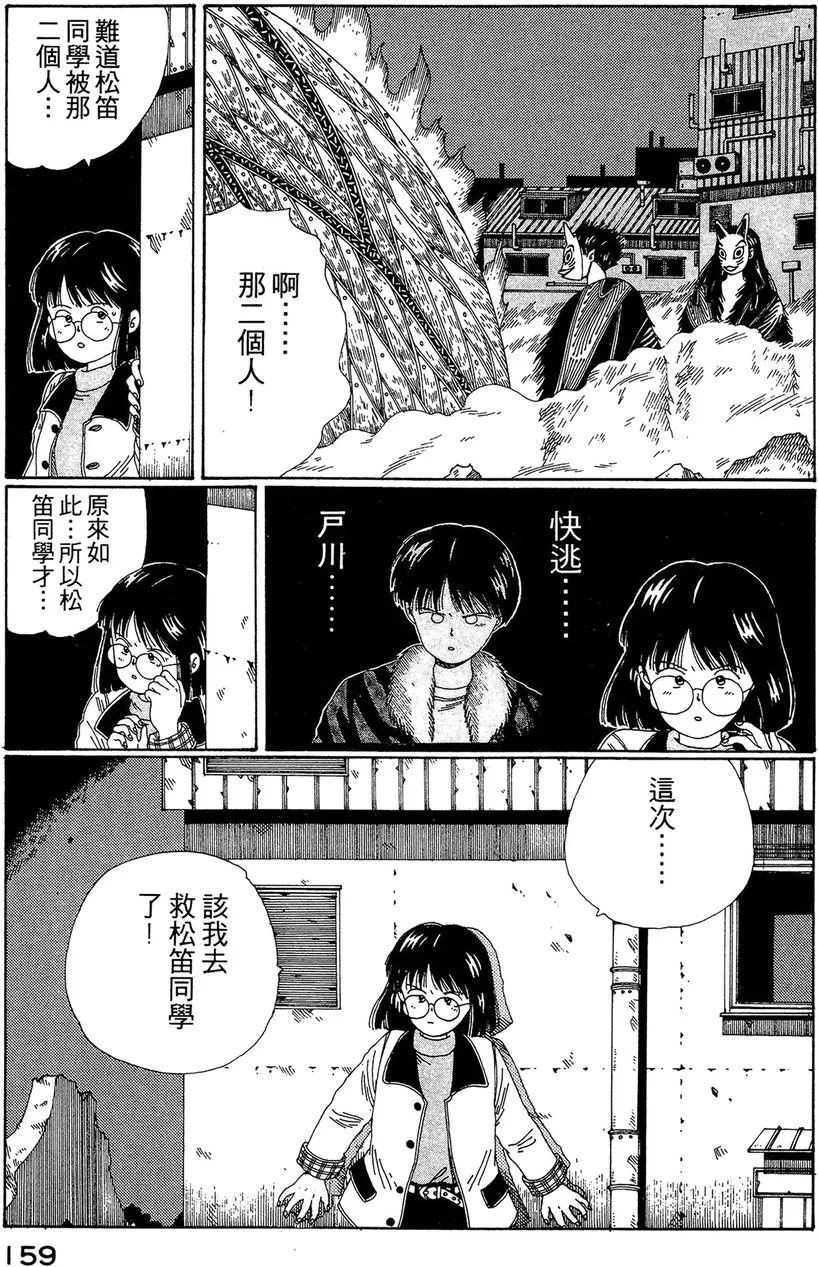 啊……
那二個人！
難道松笛
同學被那
二個人…
快逃……
戸川……
原來如
此…所以松
笛同學才…
這次……
該我去
救松笛同學
了！
159